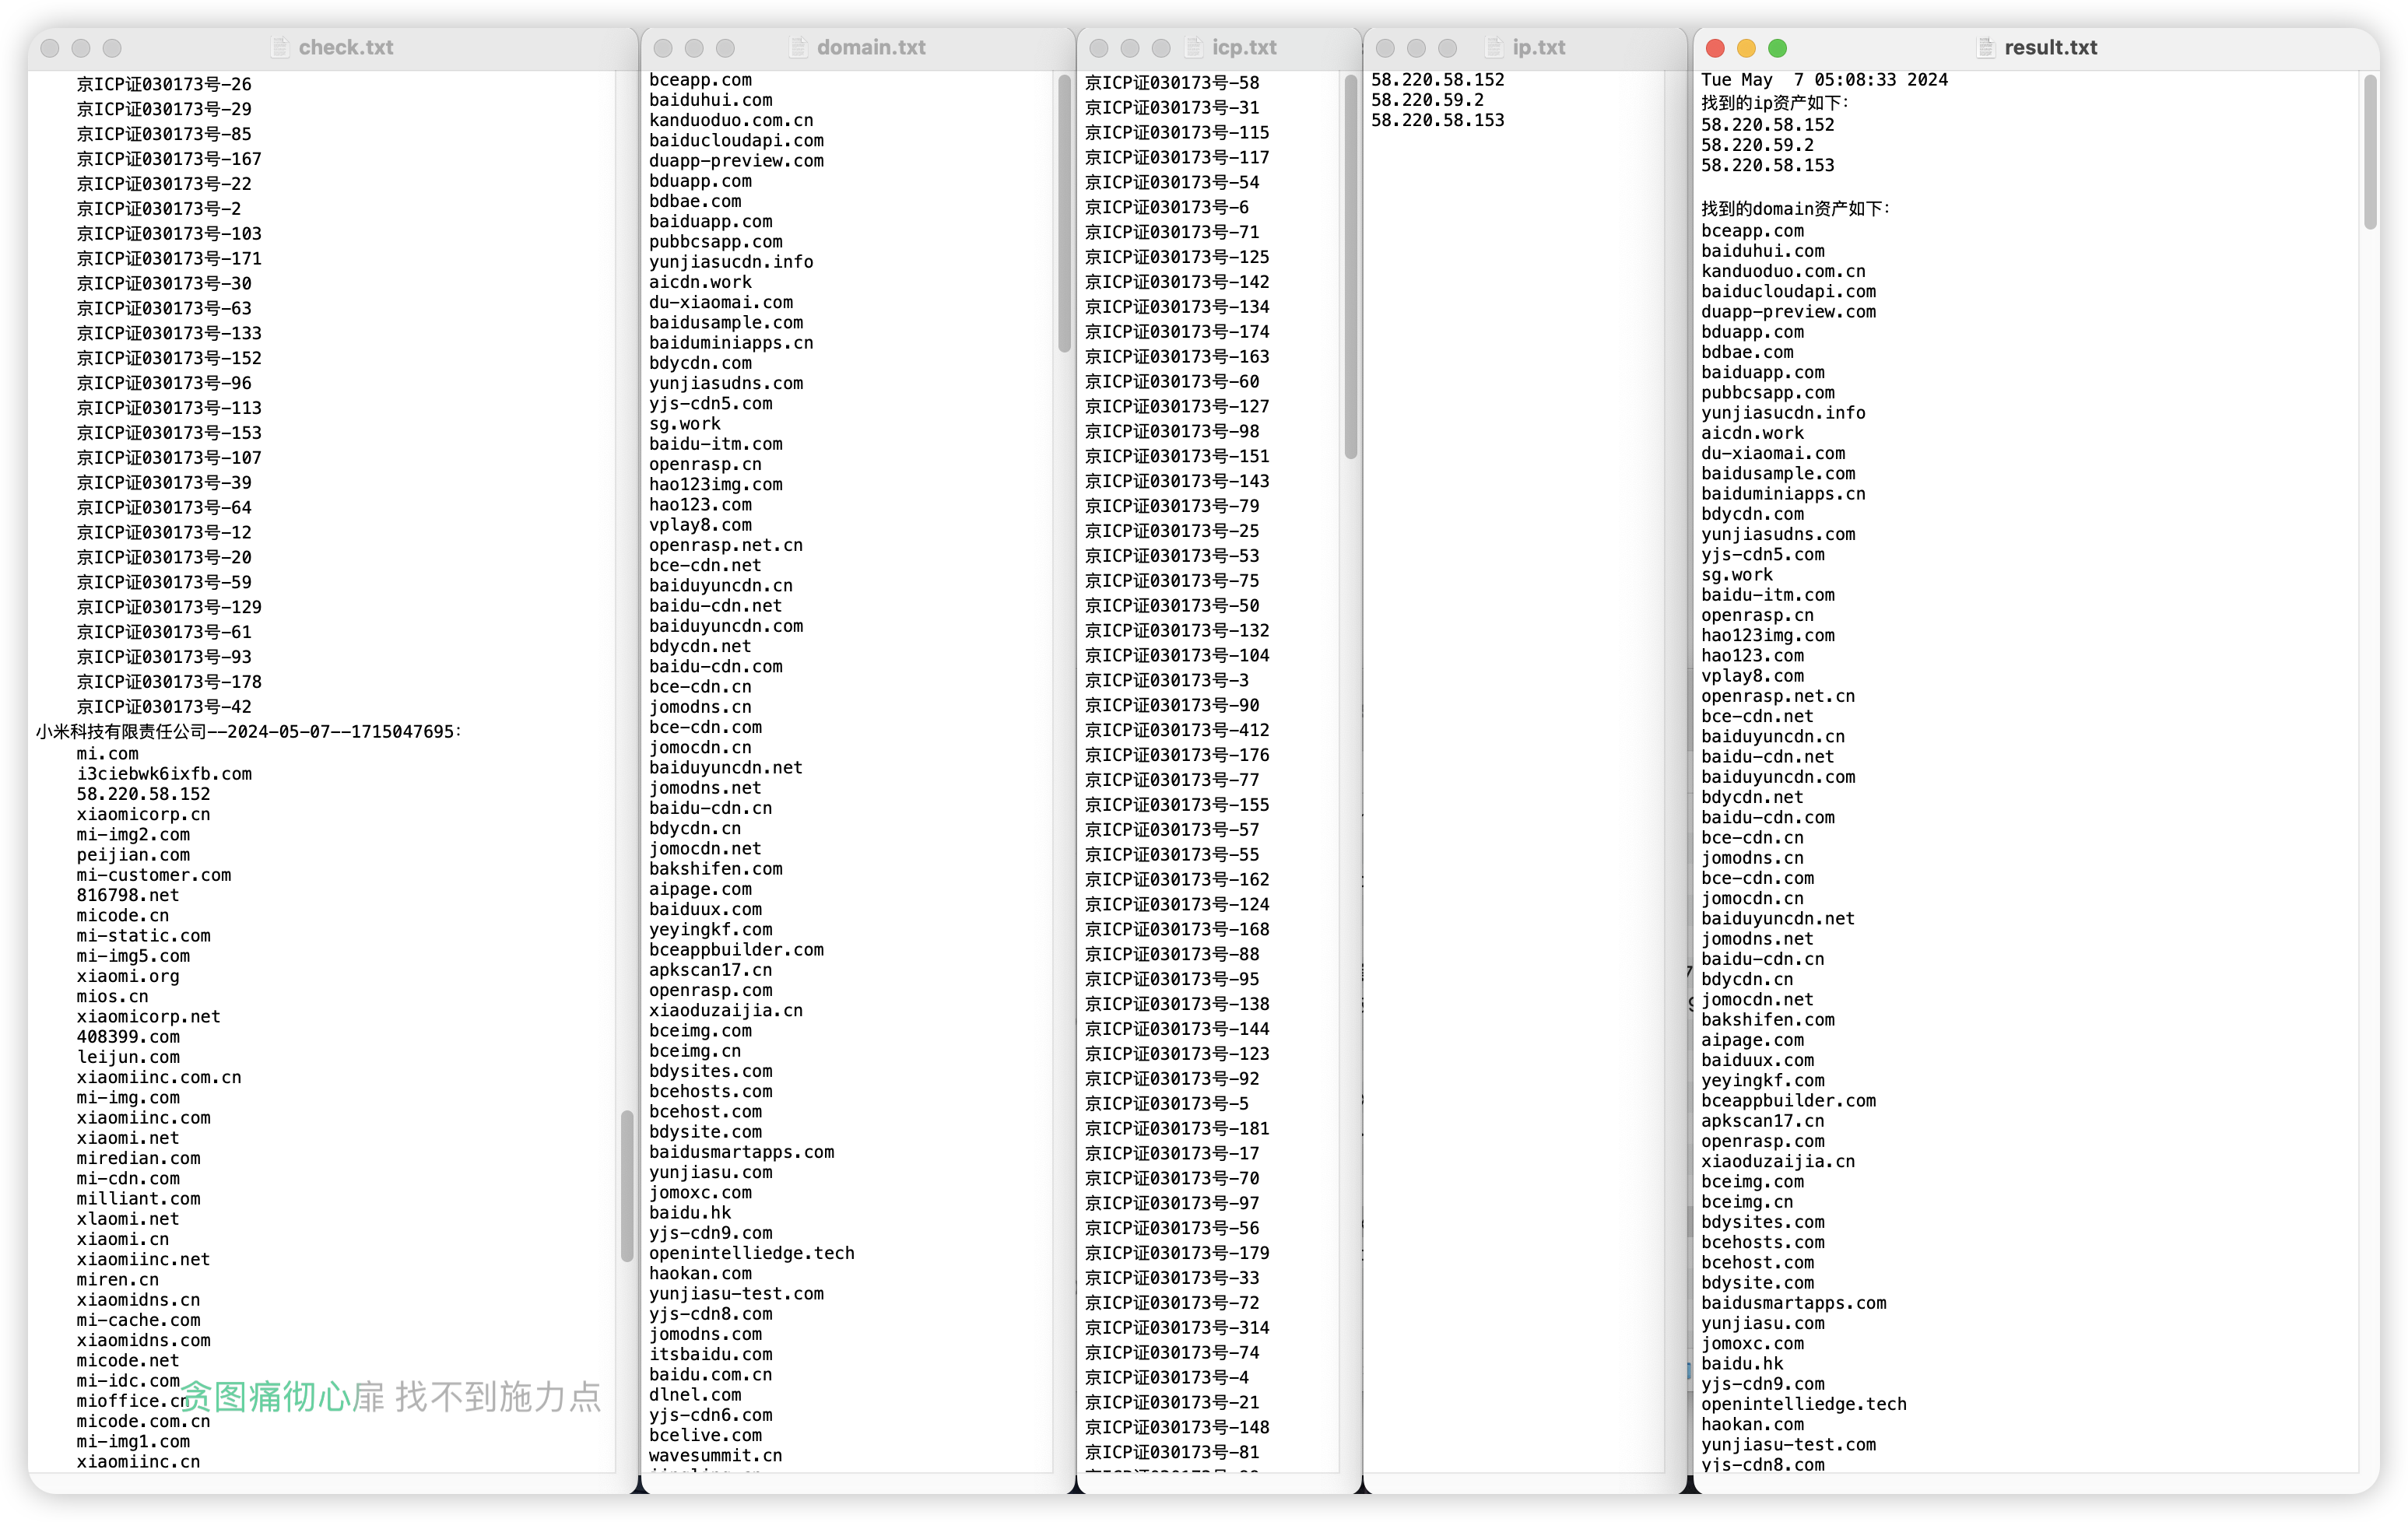 check.txt
京ICP证030173号-26
京ICP证030173号-29
京ICP证030173号-85
京ICP证030173号-167
京ICP证030173号-22
京ICP证030173号-2
京ICP证030173号-103
京ICP证030173号-171
京ICP证030173号-30
京ICP证030173号-63
京ICP证030173号-133
京ICP证030173号-152
京ICP证030173号-96
京ICP证030173号-113
京ICP证030173号-153
京ICP证030173号-107
京ICP证030173号-39
京ICP证030173号-64
京ICP证030173号-12
京ICP证030173号-20
京ICP证030173号-59
京ICP证030173号-129
京ICP证030173号-61
京ICP证030173号-93
京ICP证030173号-178
京ICP证030173号-42
小米科技有限责任公司--2024-05-07--1715047695:
mi.com
i3ciebwk6ixfb.com
58.220.58.152
xiaomicorp.cn
mi-img2.com
peijian.com
mi-customer.com
816798.net
micode.cn
mi-static.com
mi-img5.com
xiaomi.org
mios.cn
xiaomicorp.net
408399.com
leijun.com
xiaomiinc.com.cn
mi-img.com
xiaomiinc.com
xiaomi.net
miredian.com
mi-cdn.com
milliant.com
xlaomi.net
xiaomi.cn
xiaomiinc.net
miren.cn
xiaomidns.cn
mi-cache.com
xiaomidns.com
micode.net
mi-idc.com
mioffice.cn
micode.com.cn
mi-img1.com
xiaomiinc.cn
贪图痛彻心扉 找不到施力点
domain.txt
bceapp.com
baiduhui.com
kanduoduo.com.cn
baiducloudapi.com
duapp-preview.com
bduapp.com
bdbae.com
baiduapp.com
pubbcsapp.com
yunjiasucdn.info
aicdn.work
du-xiaomai.com
baidusample.com
baiduminiapps.cn
bdycdn.com
yunjiasudns.com
yjs-cdn5.com
sg.work
baidu-itm.com
openrasp.cn
hao123img.com
hao123.com
vplay8.com
openrasp.net.cn
bce-cdn.net
baiduyuncdn.cn
baidu-cdn.net
baiduyuncdn.com
bdycdn.net
baidu-cdn.com
bce-cdn.cn
jomodns.cn
bce-cdn.com
jomocdn.cn
baiduyuncdn.net
jomodns.net
baidu-cdn.cn
bdycdn.cn
jomocdn.net
bakshifen.com
aipage.com
baiduux.com
yeyingkf.com
bceappbuilder.com
apkscan17.cn
openrasp.com
xiaoduzaijia.cn
bceimg.com
bceimg.cn
bdysites.com
bcehosts.com
bcehost.com
bdysite.com
baidusmartapps.com
yunjiasu.com
jomoxc.com
baidu.hk
yjs-cdn9.com
openintelliedge.tech
haokan.com
yunjiasu-test.com
yjs-cdn8.com
jomodns.com
itsbaidu.com
baidu.com.cn
dlnel.com
yjs-cdn6.com
bcelive.com
wavesummit.cn
icp.txt
京ICP证030173号-58
京ICP证030173号-31
京ICP证030173号-115
京ICP证030173号-117
京ICP证030173号-54
京ICP证030173号-6
京ICP证030173号-71
京ICP证030173号-125
京ICP证030173号-142
京ICP证030173号-134
京ICP证030173号-174
京ICP证030173号-163
京ICP证030173号-60
京ICP证030173号-127
京ICP证030173号-98
京ICP证030173号-151
京ICP证030173号-143
京ICP证030173号-79
京ICP证030173号-25
京ICP证030173号-53
京ICP证030173号-75
京ICP证030173号-50
京ICP证030173号-132
京ICP证030173号-104
京ICP证030173号-3
京ICP证030173号-90
京ICP证030173号-412
京ICP证030173号-176
京ICP证030173号-77
京ICP证030173号-155
京ICP证030173号-57
京ICP证030173号-55
京ICP证030173号-162
京ICP证030173号-124
京ICP证030173号-168
京ICP证030173号-88
京ICP证030173号-95
京ICP证030173号-138
京ICP证030173号-144
京ICP证030173号-123
京ICP证030173号-92
京ICP证030173号-5
京ICP证030173号-181
京ICP证030173号-17
京ICP证030173号-70
京ICP证030173号-97
京ICP证030173号-56
京ICP证030173号-179
京ICP证030173号-33
京ICP证030173号-72
京ICP证030173号-314
京ICP证030173号-74
京ICP证030173号-4
京ICP证030173号-21
京ICP证030173号-148
京ICP证030173号-81
ip.txt
58.220.58.152
58.220.59.2
58.220.58.153
result.txt
Tue May  7 05:08:33 2024
找到的ip资产如下:
58.220.58.152
58.220.59.2
58.220.58.153
找到的domain资产如下:
bceapp.com
baiduhui.com
kanduoduo.com.cn
baiducloudapi.com
duapp-preview.com
bduapp.com
bdbae.com
baiduapp.com
pubbcsapp.com
yunjiasucdn.info
aicdn.work
du-xiaomai.com
baidusample.com
baiduminiapps.cn
bdycdn.com
yunjiasudns.com
yjs-cdn5.com
sg.work
baidu-itm.com
openrasp.cn
hao123img.com
hao123.com
vplay8.com
openrasp.net.cn
bce-cdn.net
baiduyuncdn.cn
baidu-cdn.net
baiduyuncdn.com
bdycdn.net
baidu-cdn.com
bce-cdn.cn
jomodns.cn
bce-cdn.com
jomocdn.cn
baiduyuncdn.net
jomodns.net
baidu-cdn.cn
bdycdn.cn
jomocdn.net
bakshifen.com
aipage.com
baiduux.com
yeyingkf.com
bceappbuilder.com
apkscan17.cn
openrasp.com
xiaoduzaijia.cn
bceimg.com
bceimg.cn
bdysites.com
bcehosts.com
bcehost.com
bdysite.com
baidusmartapps.com
yunjiasu.com
jomoxc.com
baidu.hk
yjs-cdn9.com
openintelliedge.tech
haokan.com
yunjiasu-test.com
yjs-cdn8.com